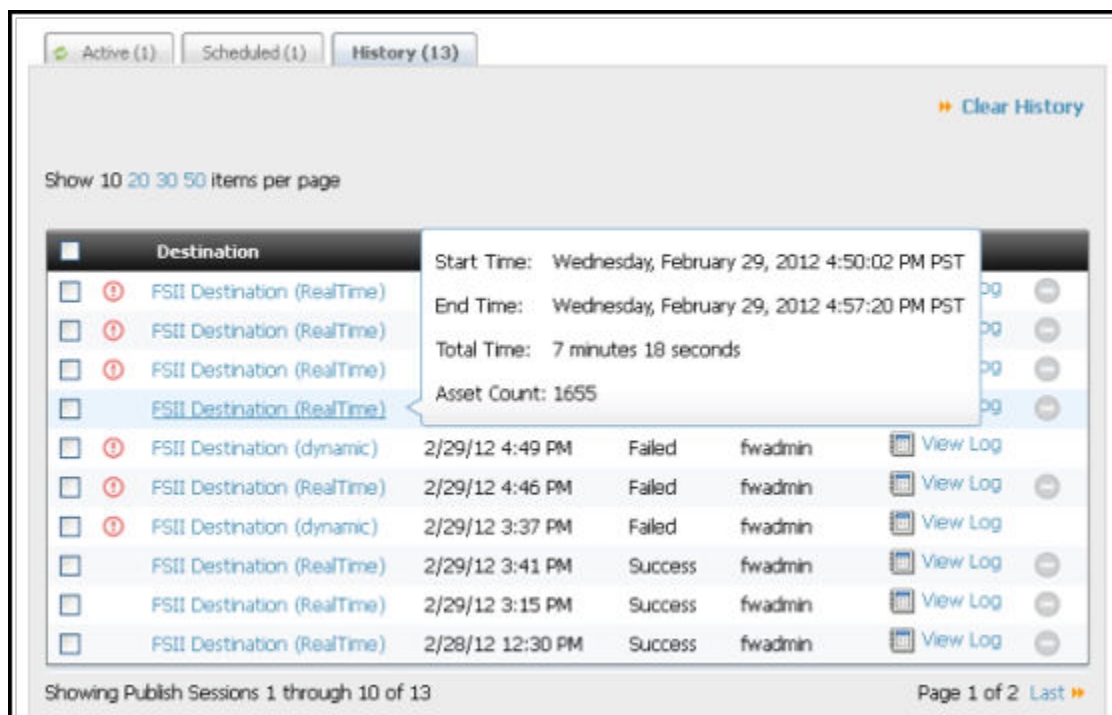 Active (1) Scheduled (1) History (13)
Clear History
Show 10 20 30 50 items per page
Destination
Start Time: Wednesday, February 29, 2012 4:50:02 PM PST
FSII Destination (RealTime) og
End Time: Wednesday, February 29, 2012 4:57:20 PM PST
FSII Destination (RealTime) og
Total Time: 7 minutes 18 seconds
FSII Destination (RealTime) og
Asset Count: 1655
FSII Destination (RealTime) og
FSII Destination (dynamic) 2/29/12 4:49 PM Failed fwadmin View Log
FSII Destination (RealTime) 2/29/12 4:46 PM Failed fwadmin View Log
FSII Destination (dynamic) 2/29/12 3:37 PM Failed fwadmin View Log
FSII Destination (RealTime) 2/29/12 3:41 PM Success fwadmin View Log
FSII Destination (RealTime) 2/29/12 3:15 PM Success fwadmin View Log
FSII Destination (RealTime) 2/28/12 12:30 PM Success fwadmin View Log
Showing Publish Sessions 1 through 10 of 13 Page 1 of 2 Last